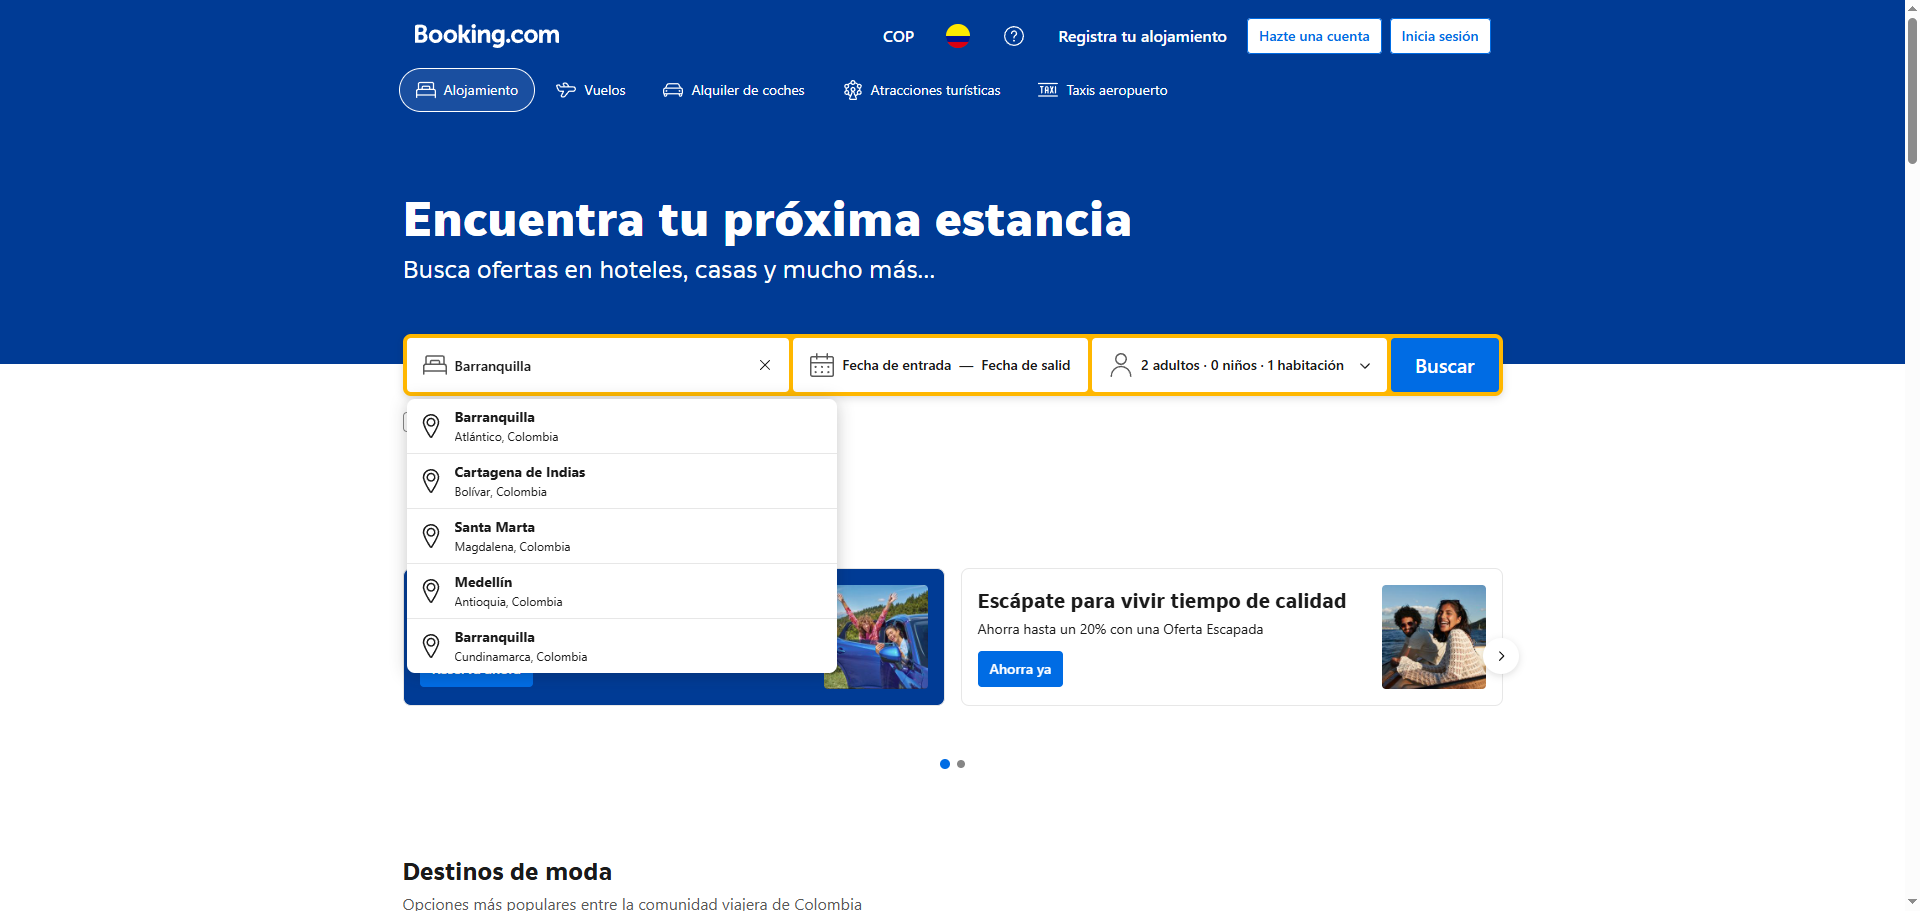 Booking.com
COP
Registra tu alojamiento
Hazte una cuenta
Inicia sesión
Alojamiento
Vuelos
Alquiler de coches
Atracciones turísticas
TAXI Taxis aeropuerto
Encuentra tu próxima estancia
Busca ofertas en hoteles, casas y mucho más...
Barranquilla
Fecha de entrada — Fecha de salid
2 adultos · 0 niños · 1 habitación
Buscar
Barranquilla
Atlántico, Colombia
Cartagena de Indias
Bolívar, Colombia
Santa Marta
Magdalena, Colombia
Medellín
Antioquia, Colombia
Barranquilla
Cundinamarca, Colombia
Escápate para vivir tiempo de calidad
Ahorra hasta un 20% con una Oferta Escapada
Ahorra ya
Destinos de moda
Opciones más populares entre la comunidad viajera de Colombia